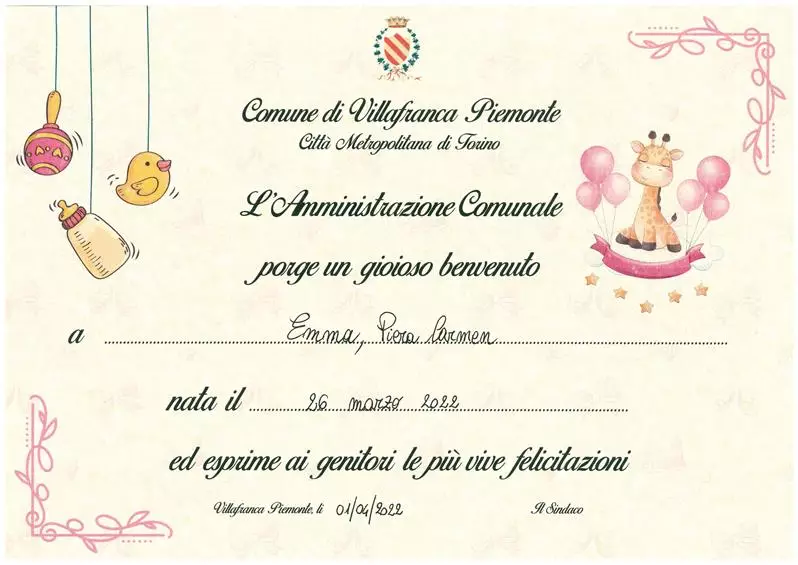 Comune di Villafranca Piemonte
Città Metropolitana di Torino
L'Amministrazione Comunale
porge un gioioso benvenuto
a Emma, Piera Carmen
nata il 26 marzo 2022
ed esprime ai genitori le più vive felicitazioni
Villafranca Piemonte, li 01/04/2022 Il Sindaco